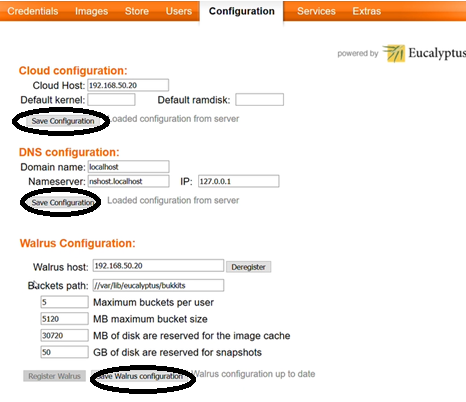 Credentials Images Store Users Configuration Services Extras
powered by Eucalyptus
Cloud configuration:
Cloud Host: 192.168.50.20
Default kernel: Default ramdisk:
Save Configuration Loaded configuration from server
DNS configuration:
Domain name: localhost
Nameserver: nshost.localhost IP: 127.0.0.1
Save Configuration Loaded configuration from server
Walrus Configuration:
Walrus host: 192.168.50.20 Deregister
Buckets path: //var/lib/eucalyptus/bukkits
5 Maximum buckets per user
5120 MB maximum bucket size
30720 MB of disk are reserved for the image cache
50 GB of disk are reserved for snapshots
Register Walrus Save Walrus configuration Walrus configuration up to date